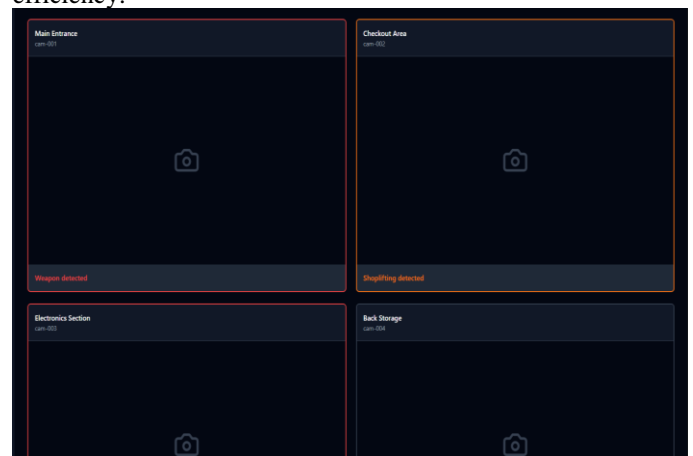 efficiency.
Main Entrance
cam-001
Checkout Area
cam-002
Weapon detected
Shoplifting detected
Electronics Section
cam-003
Back Storage
cam-004